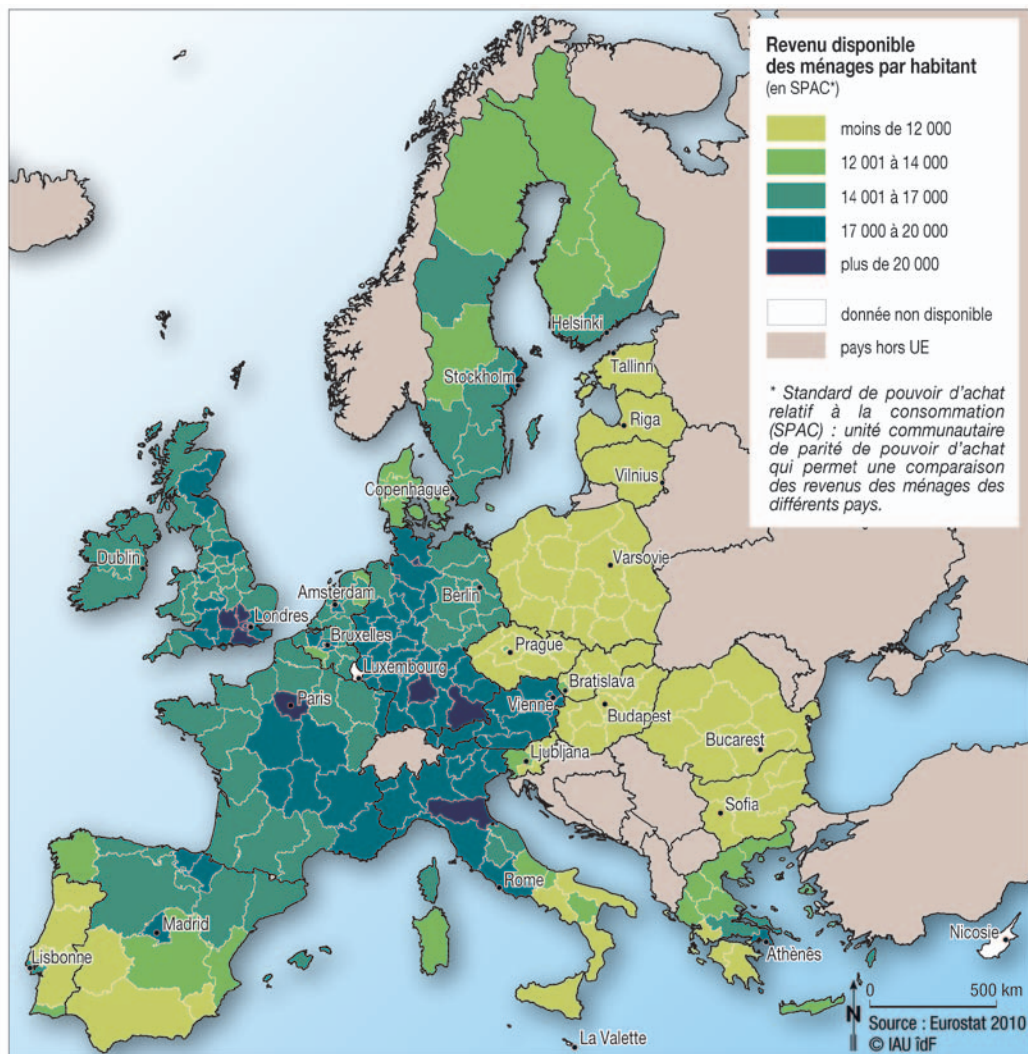 Revenu disponible
des ménages par habitant
(en SPAC*)
moins de 12 000
12 001 à 14 000
14 001 à 17 000
17 000 à 20 000
plus de 20 000
donnée non disponible
pays hors UE
* Standard de pouvoir d'achat
relatif à la consommation
(SPAC) : unité communautaire
de parité de pouvoir d'achat
qui permet une comparaison
des revenus des ménages des
différents pays.
Helsinki
Tallinn
Stockholm
Riga
Vilnius
Copenhague
Dublin
Varsovie
Amsterdam
Berlin
Londres
Bruxelles
Prague
Luxembourg
Bratislava
Paris
Vienne
Budapest
Ljubljana
Bucarest
Sofia
Rome
Madrid
Nicosie
Lisbonne
Athènês
La Valette
0 500 km
N
Source : Eurostat 2010
© IAU îdF